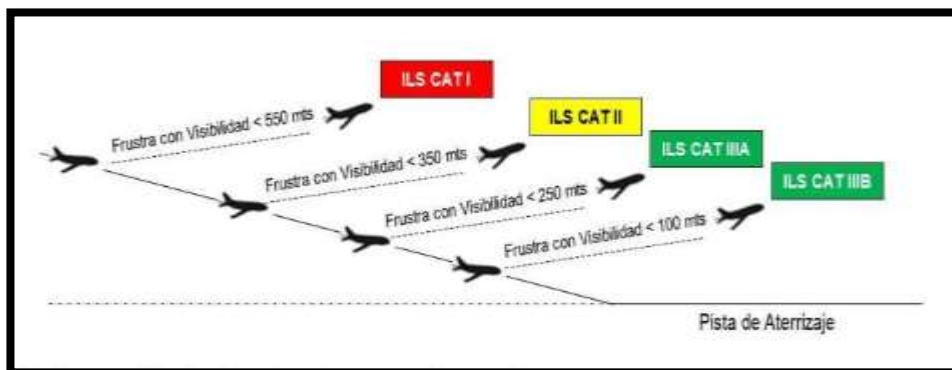 ILS CAT I
Frustra con Visibilidad < 550 mts
ILS CAT II
Frustra con Visibilidad < 350 mts
ILS CAT IIIA
Frustra con Visibilidad < 250 mts
ILS CAT IIIB
Frustra con Visibilidad < 100 mts
Pista de Aterrizaje